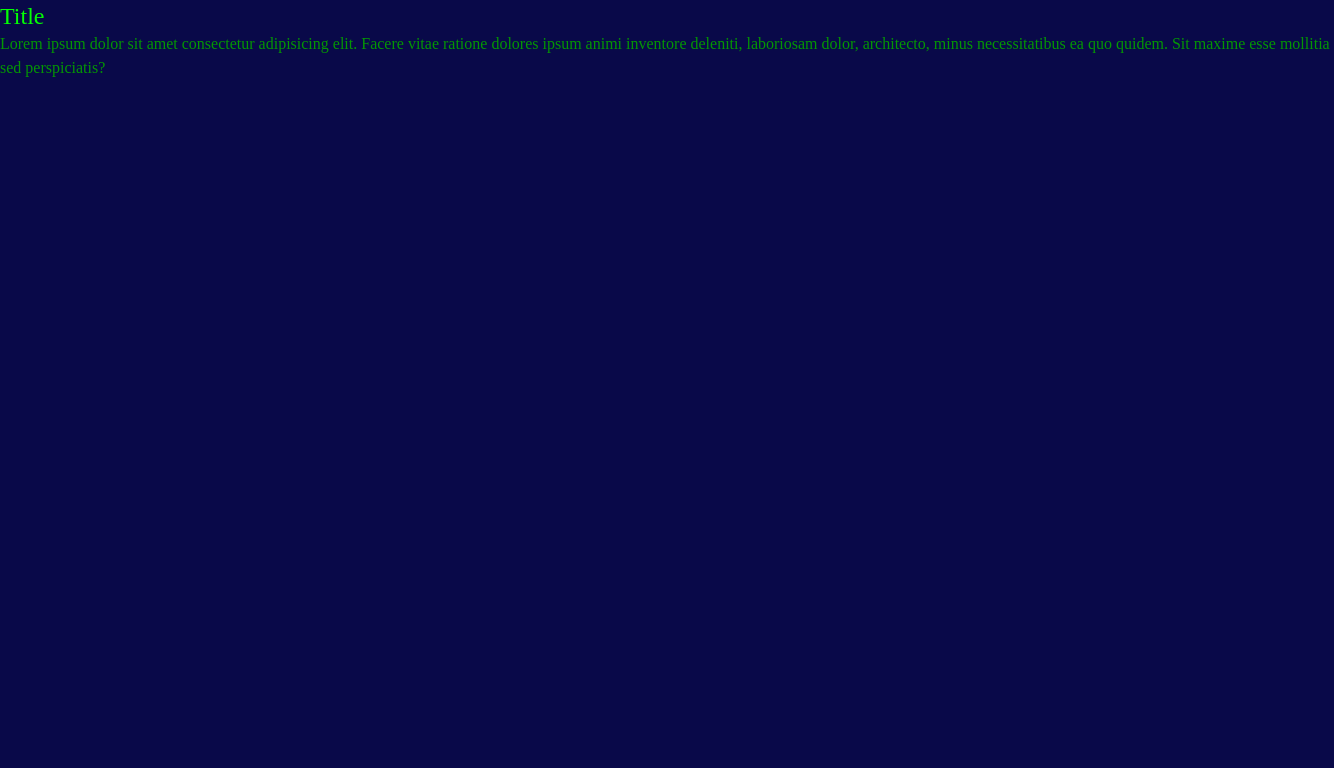 Title
Lorem ipsum dolor sit amet consectetur adipisicing elit. Facere vitae ratione dolores ipsum animi inventore deleniti, laboriosam dolor, architecto, minus necessitatibus ea quo quidem. Sit maxime esse mollitia
sed perspiciatis?